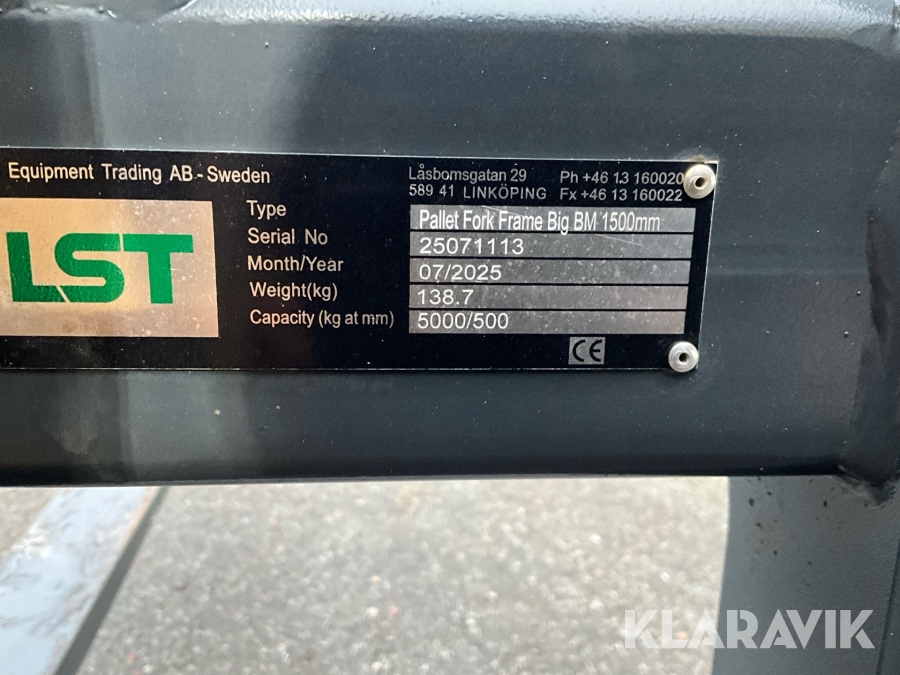 Equipment Trading AB - Sweden
Låsbomsgatan 29 Ph +46 13 160020
589 41 LINKÖPING Fx +46 13 160022
LST
Type Pallet Fork Frame Big BM 1500mm
Serial No 25071113
Month/Year 07/2025
Weight(kg) 138.7
Capacity (kg at mm) 5000/500
CE
KLARAVIK